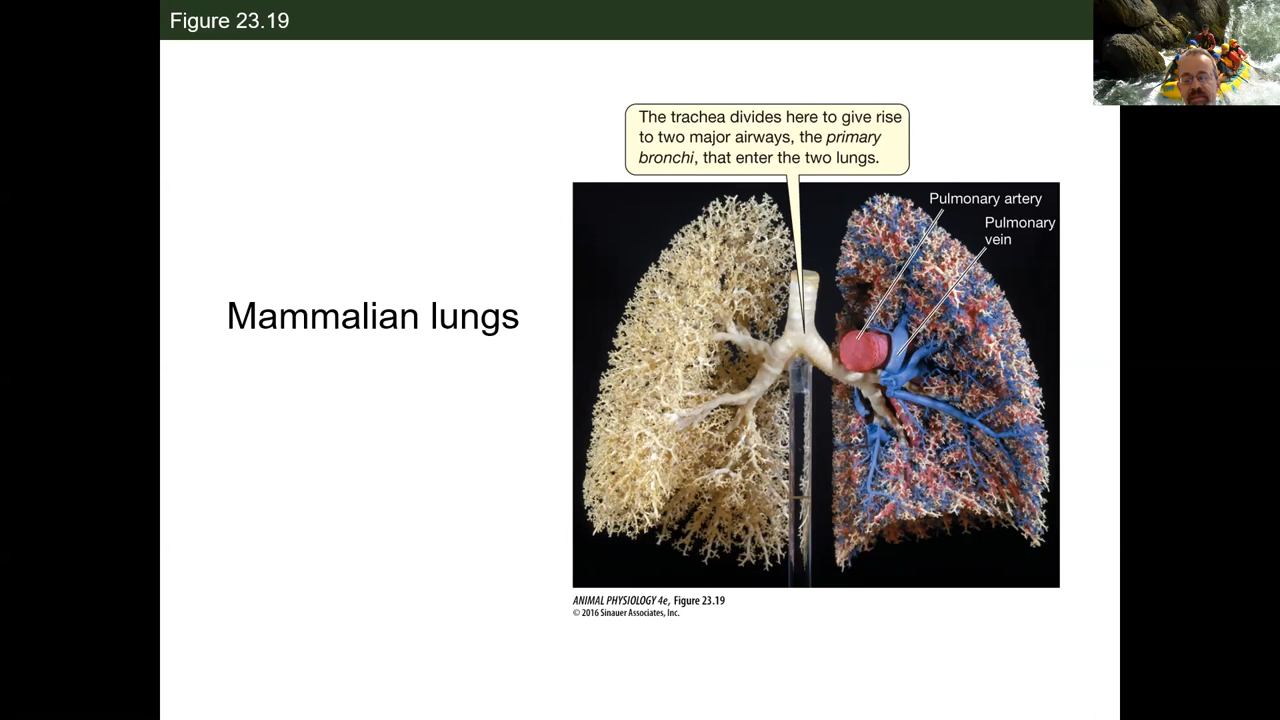 Figure 23.19
The trachea divides here to give rise
to two major airways, the primary
bronchi, that enter the two lungs.
Pulmonary artery
Pulmonary
vein
Mammalian lungs
ANIMAL PHYSIOLOGY 4e, Figure 23.19
© 2016 Sinauer Associates, Inc.